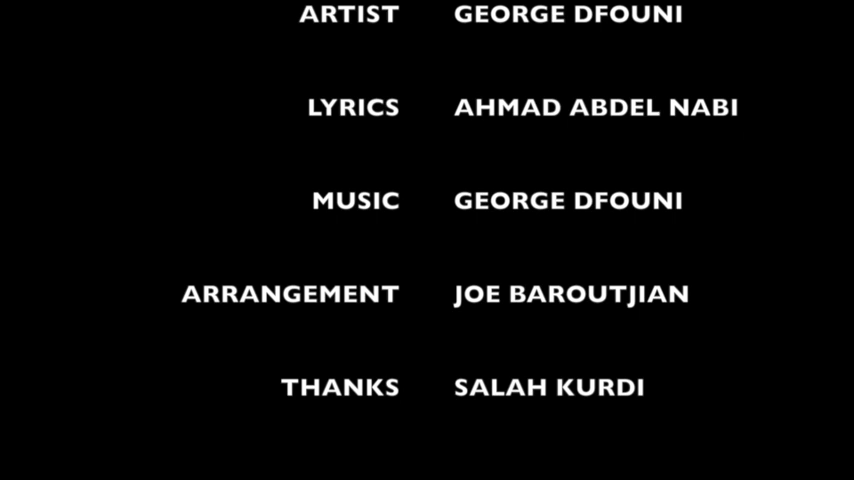 ARTIST GEORGE DFOUNI
LYRICS AHMAD ABDEL NABI
MUSIC GEORGE DFOUNI
ARRANGEMENT JOE BAROUTJIAN
THANKS SALAH KURDI